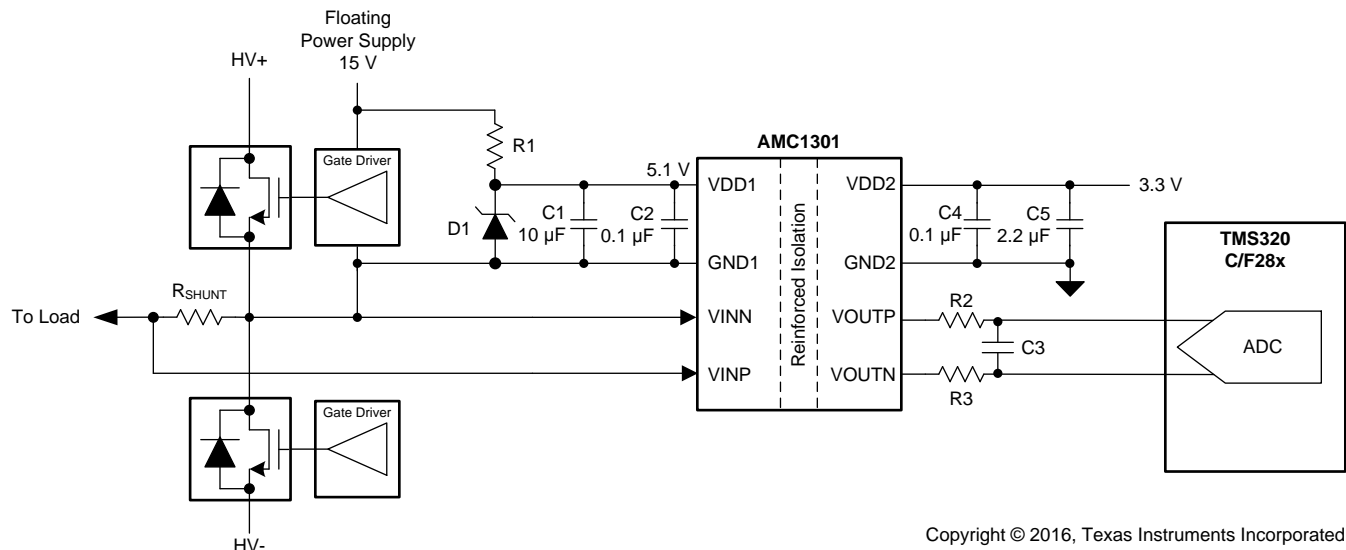 Floating
Power Supply
15 V
HV+
R1
Gate Driver
AMC1301
5.1 V
VDD1
VDD2
3.3 V
C1
10 µF
C2
0.1 µF
D1
Reinforced Isolation
C4
0.1 µF
C5
2.2 µF
TMS320
C/F28x
GND1
GND2
RSHUNT
To Load
VINN
VOUTP
R2
C3
ADC
VINP
VOUTN
R3
Gate Driver
HV-
Copyright © 2016, Texas Instruments Incorporated